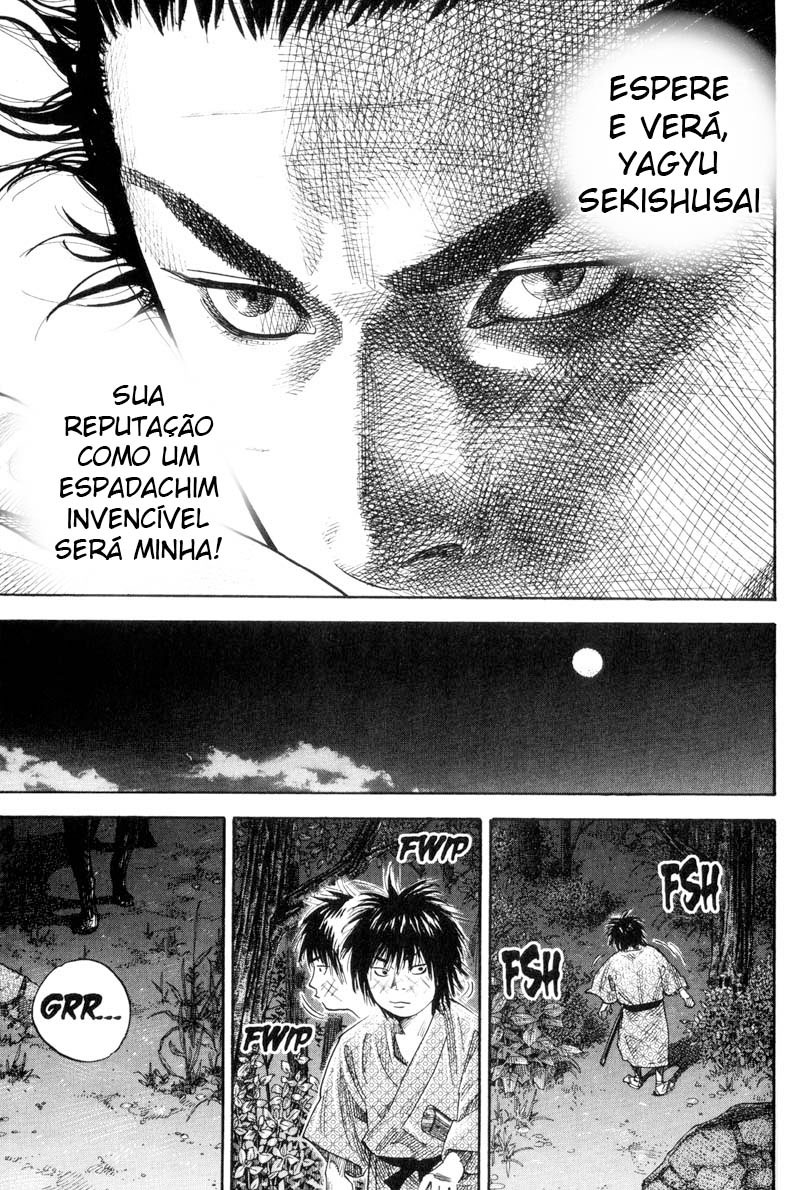 ESPERE
E VERÁ,
YAGYU
SEKISHUSAI
SUA
REPUTAÇÃO
COMO UM
ESPADACHIM
INVENCÍVEL
SERÁ MINHA!
FSH
FSH
FWIP
FWIP
GRR...